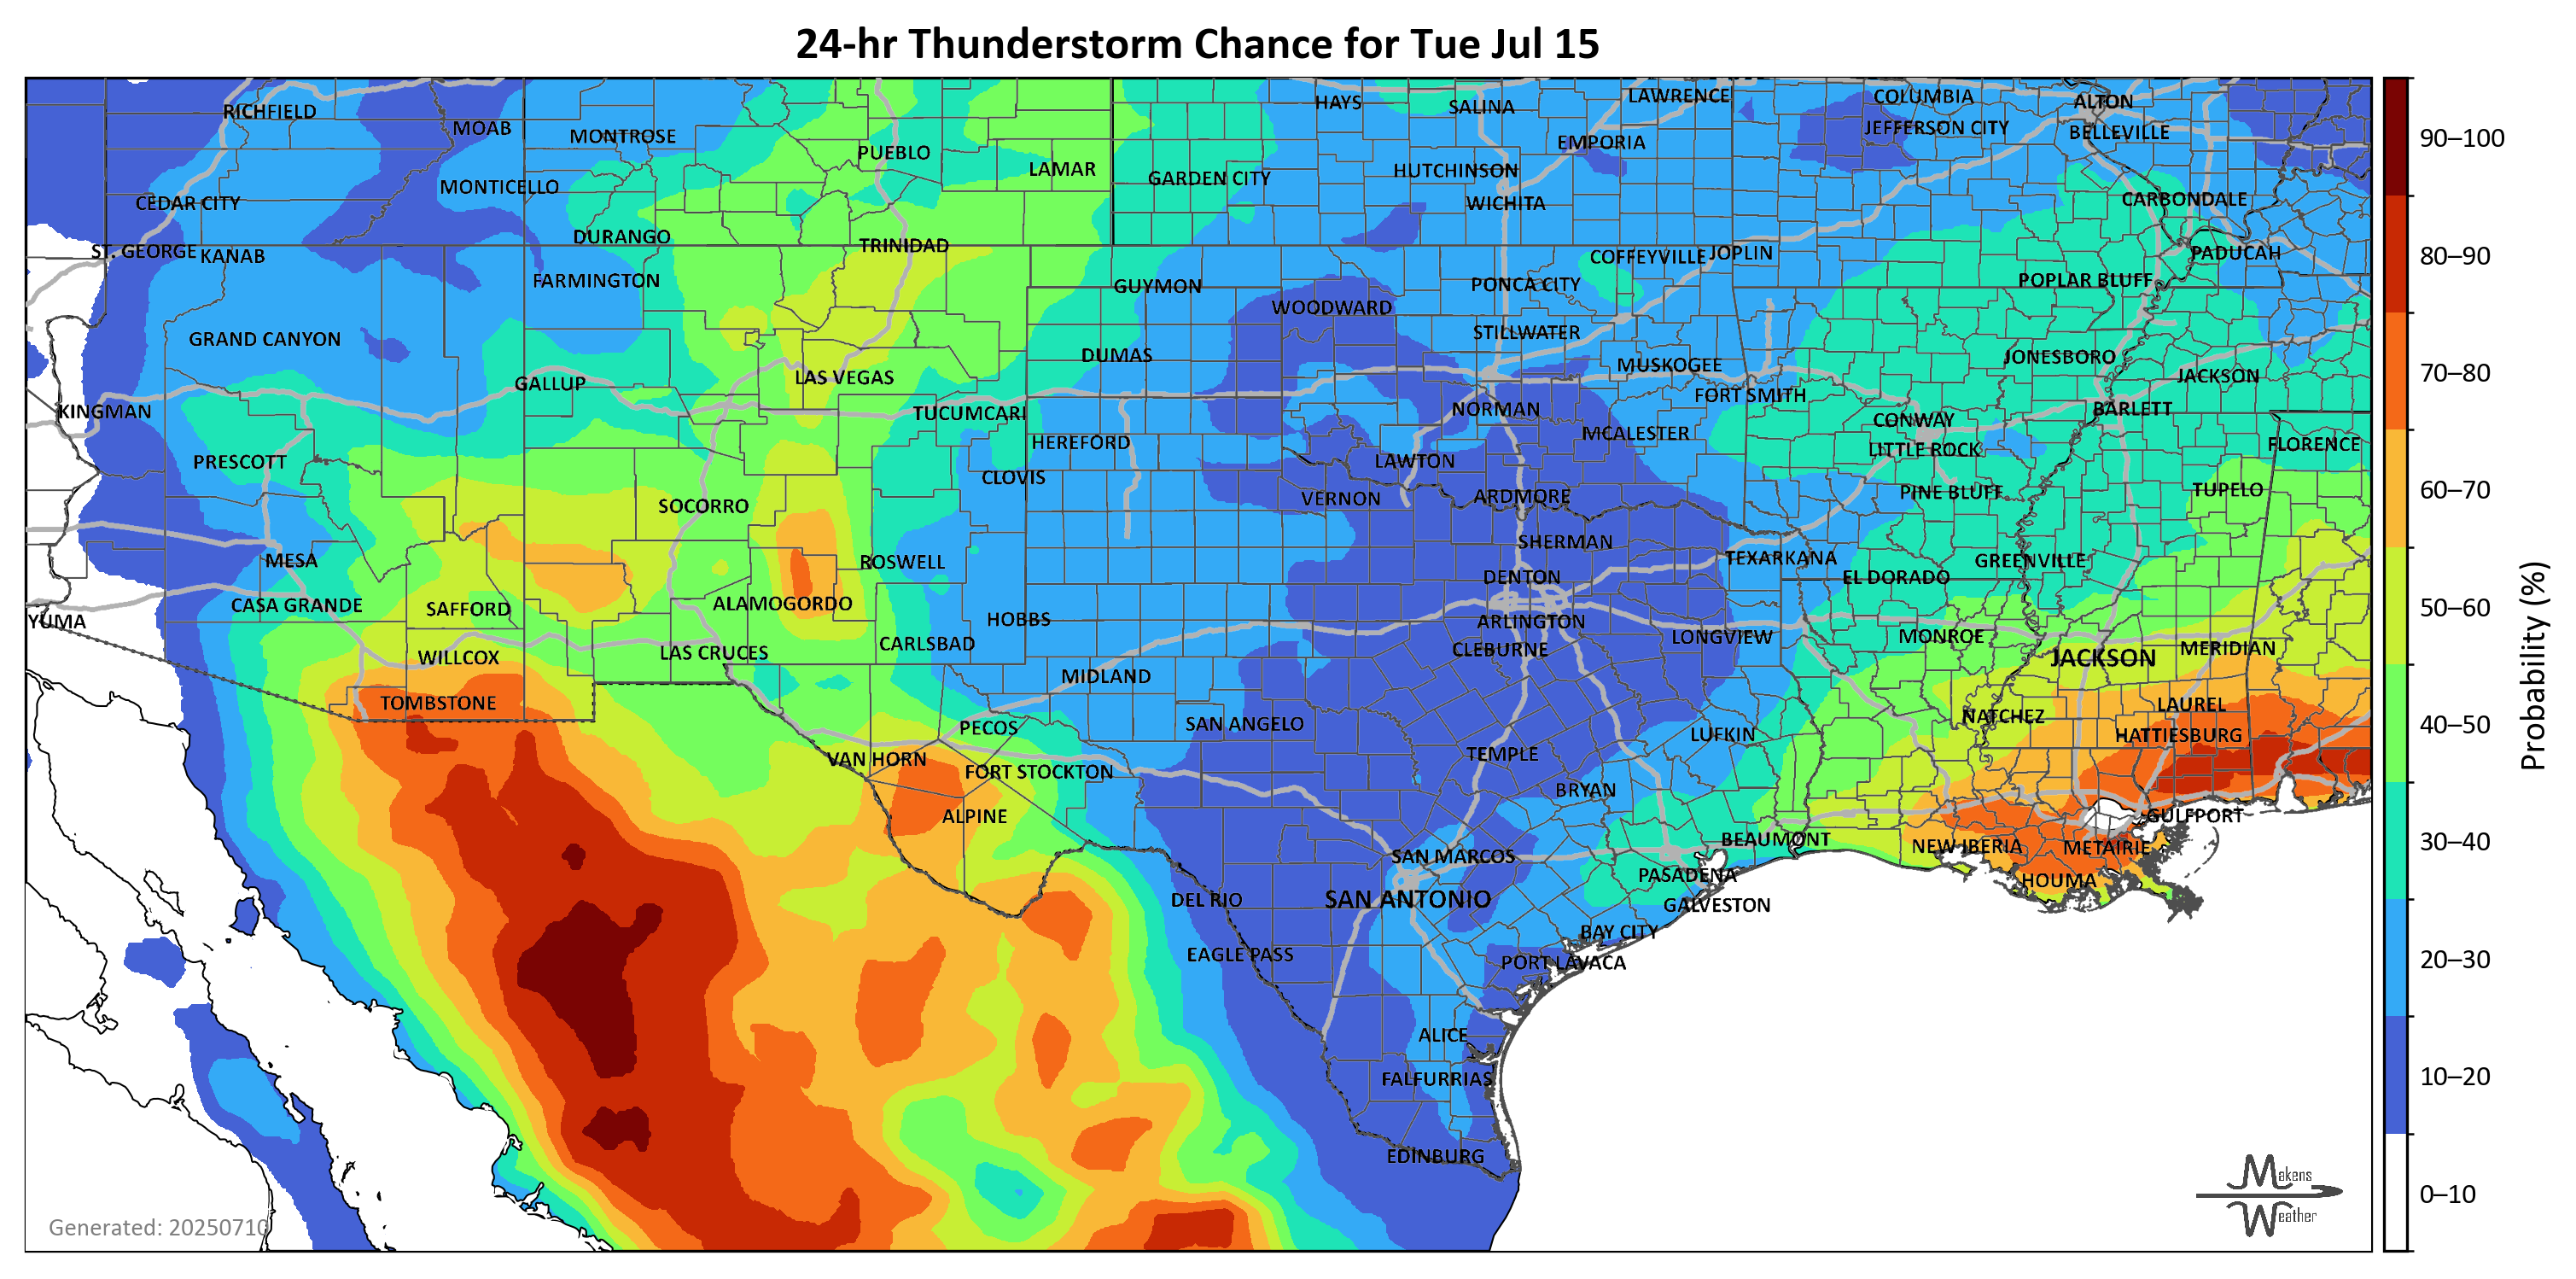 24-hr Thunderstorm Chance for Tue Jul 15
RICHFIELD
MOAB
MONTROSE
PUEBLO
LAMAR
GARDEN CITY
HAYS
SALINA
LAWRENCE
EMPORIA
HUTCHINSON
WICHITA
COLUMBIA
JEFFERSON CITY
ALTON
BELLEVILLE
CEDAR CITY
MONTICELLO
CARBONDALE
ST. GEORGE
KANAB
DURANGO
TRINIDAD
FARMINGTON
GUYMON
WOODWARD
PONCA CITY
COFFEYVILLE
JOPLIN
POPLAR BLUFF
PADUCAH
GRAND CANYON
GALLUP
LAS VEGAS
DUMAS
STILLWATER
MUSKOGEE
JONESBORO
JACKSON
KINGMAN
TUCUMCARI
NORMAN
FORT SMITH
BARLETT
PRESCOTT
HEREFORD
CLOVIS
LAWTON
MCALESTER
CONWAY
LITTLE ROCK
FLORENCE
SOCORRO
VERNON
ARDMORE
PINE BLUFF
TUPELO
MESA
ROSWELL
SHERMAN
TEXARKANA
GREENVILLE
DENTON
EL DORADO
CASA GRANDE
SAFFORD
ALAMOGORDO
YUMA
HOBBS
ARLINGTON
LONGVIEW
MONROE
WILLCOX
LAS CRUCES
CARLSBAD
CLEBURNE
JACKSON
MERIDIAN
MIDLAND
TOMBSTONE
LAUREL
PECOS
SAN ANGELO
NATCHEZ
LUFKIN
HATTIESBURG
VAN HORN
FORT STOCKTON
TEMPLE
ALPINE
BRYAN
GULFPORT
BEAUMONT
NEW IBERIA
METAIRIE
SAN MARCOS
PASADENA
HOUMA
DEL RIO
SAN ANTONIO
GALVESTON
BAY CITY
EAGLE PASS
PORT LAVACA
ALICE
FALFURRIAS
EDINBURG
Generated: 20250710
Makens
Weather
90–100
80–90
70–80
60–70
50–60
40–50
30–40
20–30
10–20
0–10
Probability (%)